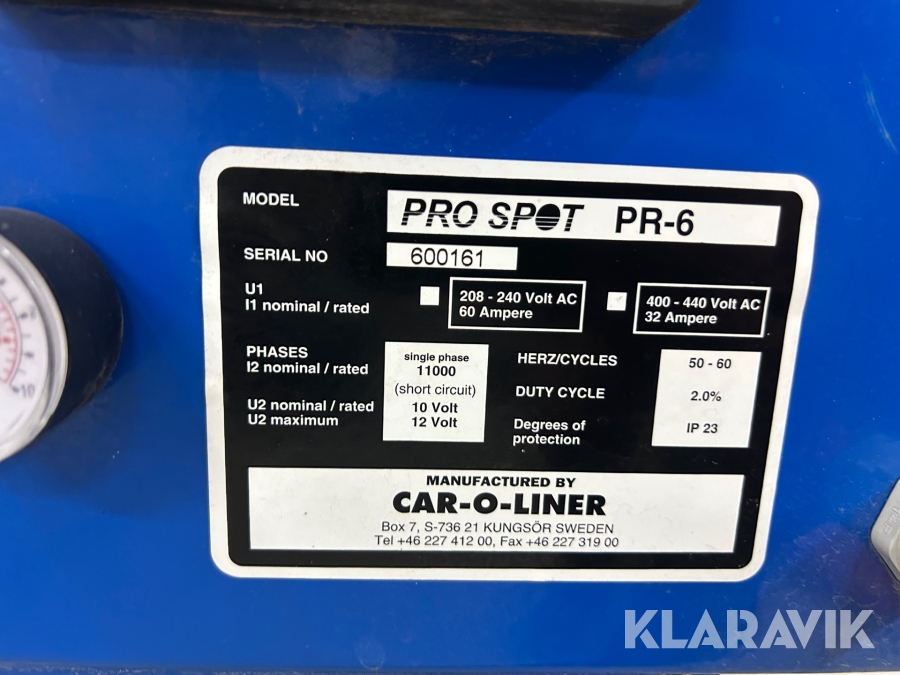 MODEL PRO SPOT PR-6
SERIAL NO 600161
U1
I1 nominal / rated
208 - 240 Volt AC
60 Ampere
400 - 440 Volt AC
32 Ampere
PHASES
I2 nominal / rated
single phase
11000
(short circuit)
U2 nominal / rated 10 Volt
U2 maximum 12 Volt
HERZ/CYCLES 50 - 60
DUTY CYCLE 2.0%
Degrees of
protection
IP 23
MANUFACTURED BY
CAR-O-LINER
Box 7, S-736 21 KUNGSÖR SWEDEN
Tel +46 227 412 00, Fax +46 227 319 00
10
KLARAVIK